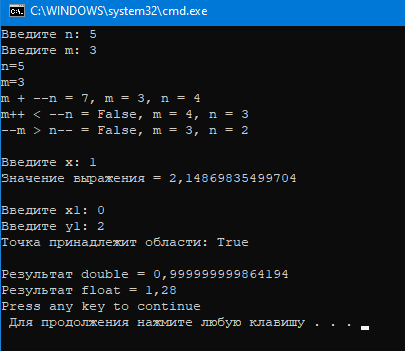 C:\WINDOWS\system32\cmd.exe
Введите n: 5
Введите m: 3
n=5
m=3
m + --n = 7, m = 3, n = 4
m++ < --n = False, m = 4, n = 3
--m > n-- = False, m = 3, n = 2
Введите x: 1
Значение выражения = 2,14869835499704
Введите x1: 0
Введите y1: 2
Точка принадлежит области: True
Результат double = 0,999999999864194
Результат float = 1,28
Press any key to continue
Для продолжения нажмите любую клавишу . . .